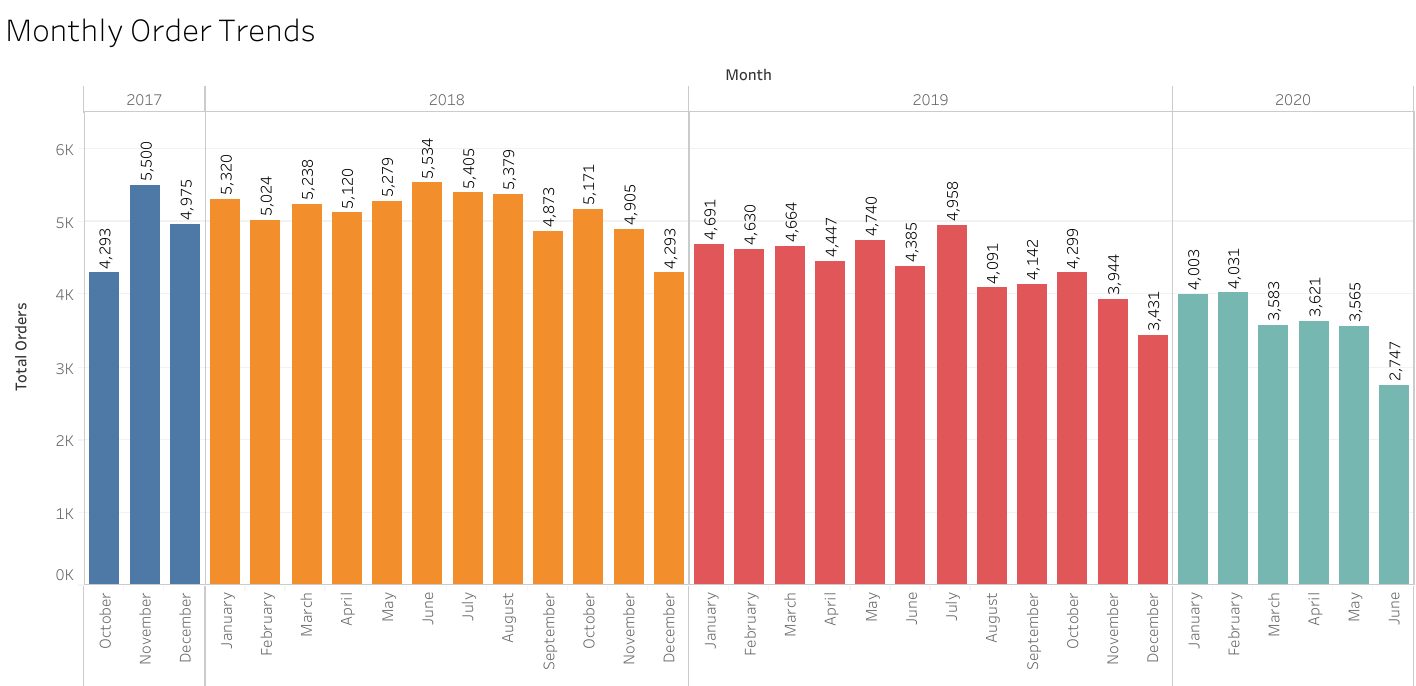 Monthly Order Trends
Month
2017 2018 2019 2020
Total Orders
6K
5K
4K
3K
2K
1K
0K
4,293 5,500 4,975 5,320 5,024 5,238 5,120 5,279 5,534 5,405 5,379 4,873 5,171 4,905 4,293 4,691 4,630 4,664 4,447 4,740 4,385 4,958 4,091 4,142 4,299 3,944 3,431 4,003 4,031 3,583 3,621 3,565 2,747
October November December January February March April May June July August September October November December January February March April May June July August September October November December January February March April May June